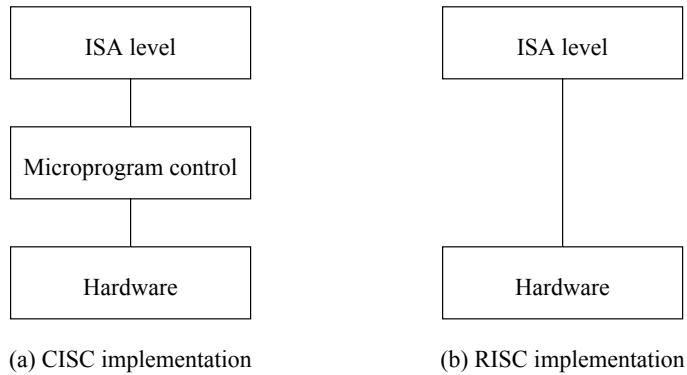 ISA level
Microprogram control
Hardware
(a) CISC implementation
ISA level
Hardware
(b) RISC implementation